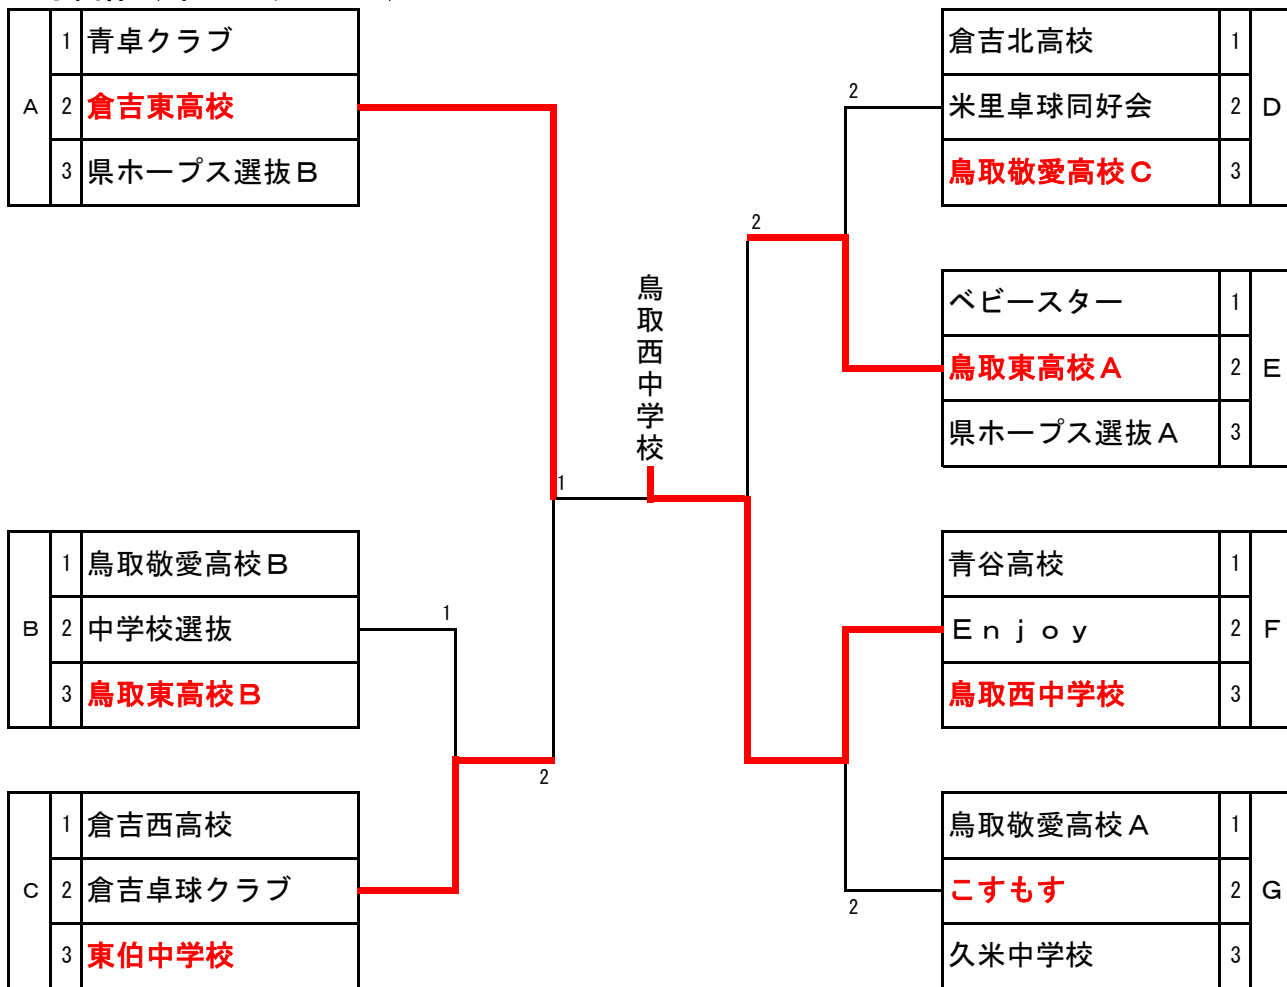 A
1 青卓クラブ
2 倉吉東高校
3 県ホープス選抜B
B
1 鳥取敬愛高校B
2 中学校選抜
3 鳥取東高校B
C
1 倉吉西高校
2 倉吉卓球クラブ
3 東伯中学校
1
2
1
鳥取西中学校
2
2
2
倉吉北高校 1
米里卓球同好会 2
鳥取敬愛高校C 3
D
ベビースター 1
鳥取東高校A 2
県ホープス選抜A 3
E
青谷高校 1
Enjoy 2
鳥取西中学校 3
F
鳥取敬愛高校A 1
こすもす 2
久米中学校 3
G